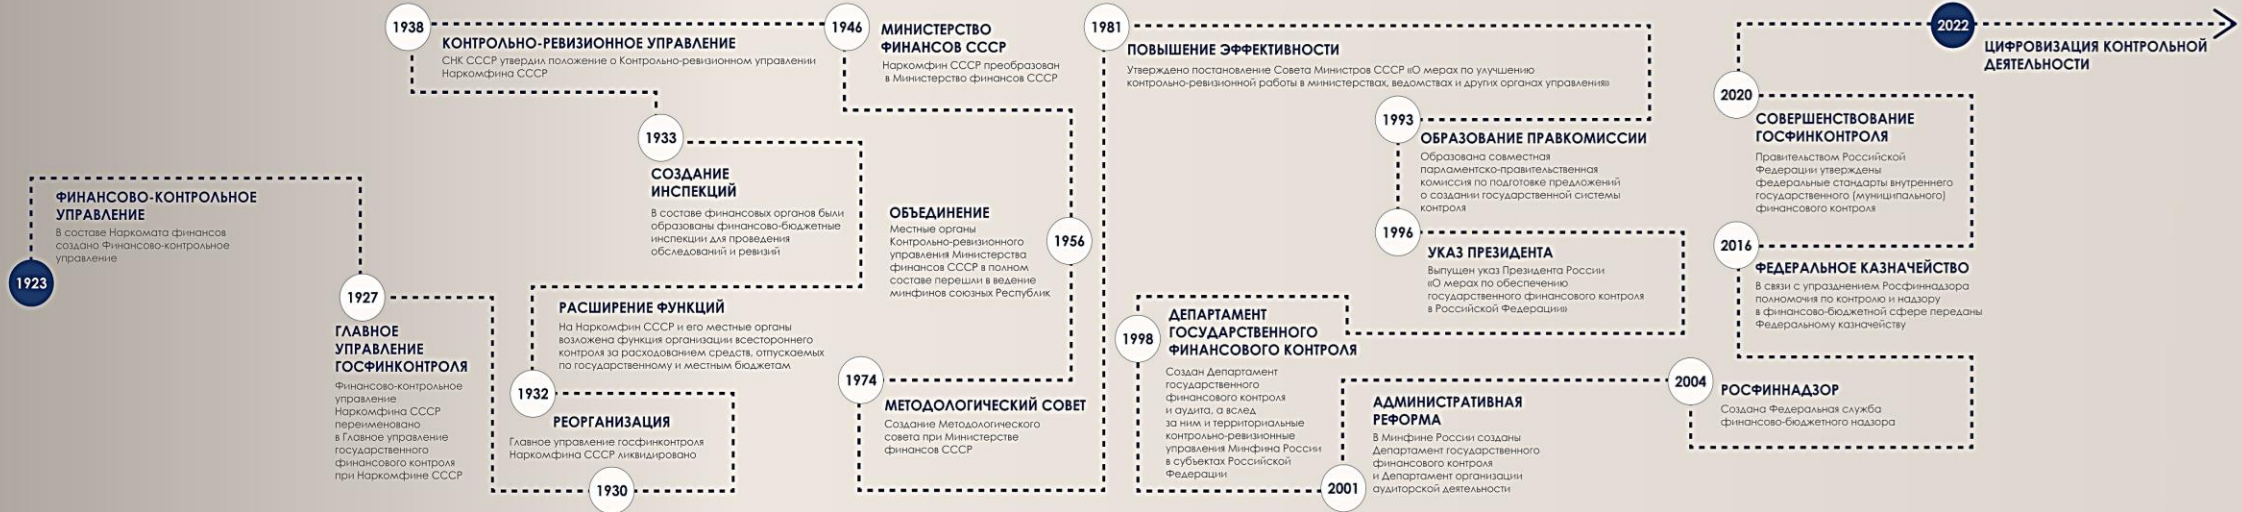 1923
ФИНАНСОВО-КОНТРОЛЬНОЕ
УПРАВЛЕНИЕ
В составе Наркомата финансов
создано Финансово-контрольное
управление
1927
ГЛАВНОЕ
УПРАВЛЕНИЕ
ГОСФИНКОНТРОЛЯ
Финансово-контрольное
управление
Наркомфина СССР
переименовано
в Главное управление
государственного
финансового контроля
при Наркомфине СССР
1930
РЕОРГАНИЗАЦИЯ
Главное управление госфинконтроля
Наркомфина СССР ликвидировано
1932
РАСШИРЕНИЕ ФУНКЦИЙ
На Наркомфин СССР и его местные органы
возложена функция организации всестороннего
контроля за расходованием средств, отпускаемых
по государственному и местным бюджетам
1933
СОЗДАНИЕ
ИНСПЕКЦИЙ
В составе финансовых органов были
образованы финансово-бюджетные
инспекции для проведения
обследований и ревизий
1938
КОНТРОЛЬНО-РЕВИЗИОННОЕ УПРАВЛЕНИЕ
СНК СССР утвердил положение о Контрольно-ревизионном управлении
Наркомфина СССР
1946
МИНИСТЕРСТВО
ФИНАНСОВ СССР
Наркомфин СССР преобразован
в Министерство финансов СССР
1956
ОБЪЕДИНЕНИЕ
Местные органы
Контрольно-ревизионного
управления Министерства
финансов СССР в полном
составе перешли в ведение
минфинов союзных Республик
1974
МЕТОДОЛОГИЧЕСКИЙ СОВЕТ
Создание Методологического
совета при Министерстве
финансов СССР
1981
ПОВЫШЕНИЕ ЭФФЕКТИВНОСТИ
Утверждено постановление Совета Министров СССР «О мерах по улучшению
контрольно-ревизионной работы в министерствах, ведомствах и других органах управления»
1993
ОБРАЗОВАНИЕ ПРАВКОМИССИИ
Образована совместная
парламентско-правительственная
комиссия по подготовке предложений
о создании государственной системы
контроля
1996
УКАЗ ПРЕЗИДЕНТА
Выпущен указ Президента России
«О мерах по обеспечению
государственного финансового контроля
в Российской Федерации»
1998
ДЕПАРТАМЕНТ
ГОСУДАРСТВЕННОГО
ФИНАНСОВОГО КОНТРОЛЯ
Создан Департамент
государственного
финансового контроля
и аудита, а вслед
за ним и территориальные
контрольно-ревизионные
управления Минфина России
в субъектах Российской
Федерации
2001
АДМИНИСТРАТИВНАЯ
РЕФОРМА
В Минфине России созданы
Департамент государственного
финансового контроля
и Департамент организации
аудиторской деятельности
2004
РОСФИННАДЗОР
Создана Федеральная служба
финансово-бюджетного надзора
2016
ФЕДЕРАЛЬНОЕ КАЗНАЧЕЙСТВО
В связи с упразднением Росфиннадзора
полномочия по контролю и надзору
в финансово-бюджетной сфере переданы
Федеральному казначейству
2020
СОВЕРШЕНСТВОВАНИЕ
ГОСФИНКОНТРОЛЯ
Правительством Российской
Федерации утверждены
федеральные стандарты внутреннего
государственного (муниципального)
финансового контроля
2022
ЦИФРОВИЗАЦИЯ КОНТРОЛЬНОЙ
ДЕЯТЕЛЬНОСТИ